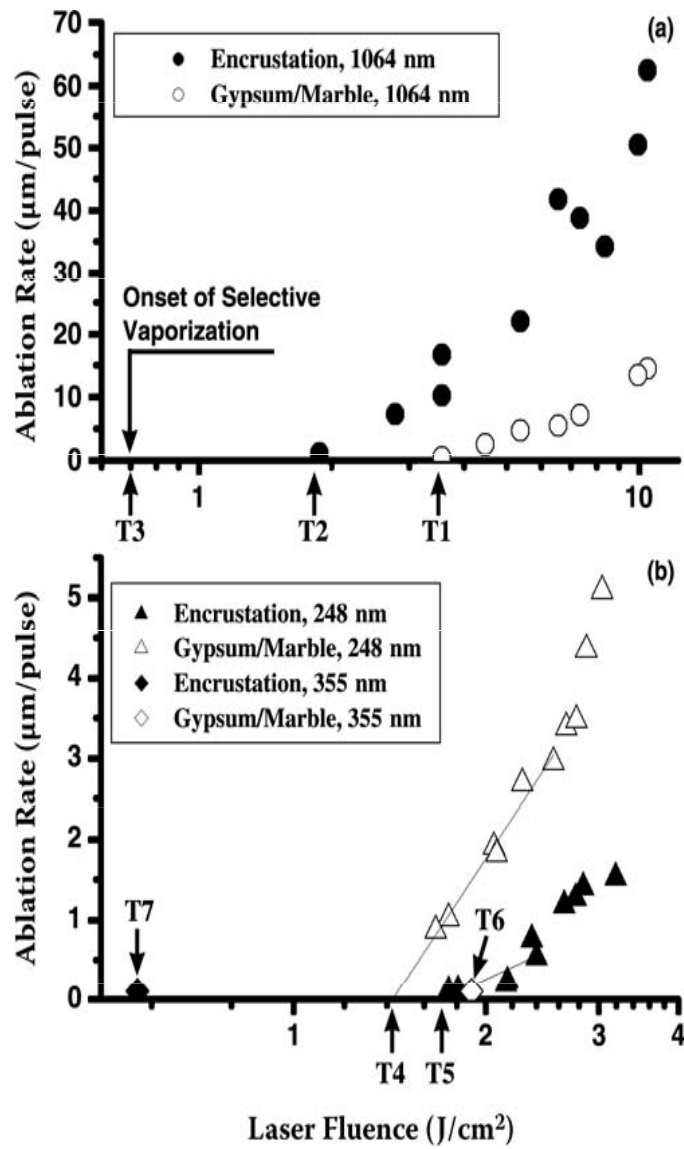 Ablation Rate (µm/pulse)
70
60
50
40
30
20
10
0
(a)
Encrustation, 1064 nm
Gypsum/Marble, 1064 nm
Onset of Selective
Vaporization
1
10
T3
T2
T1
Ablation Rate (µm/pulse)
5
4
3
2
1
0
(b)
Encrustation, 248 nm
Gypsum/Marble, 248 nm
Encrustation, 355 nm
Gypsum/Marble, 355 nm
T7
T6
1
2
3
4
T4
T5
Laser Fluence (J/cm²)